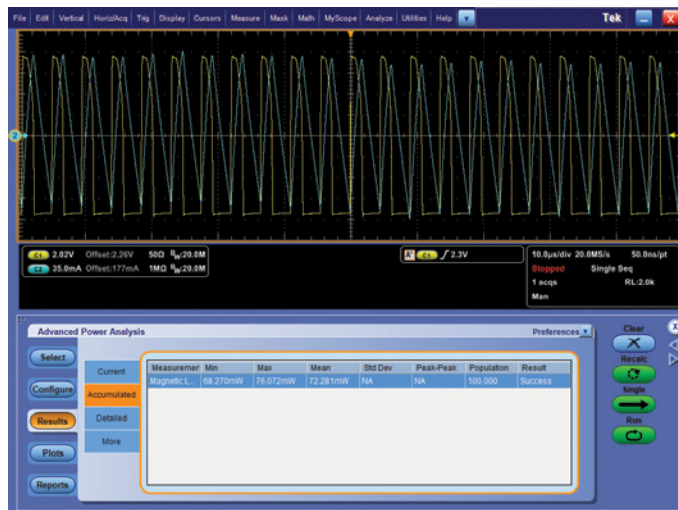 File Edit Vertical Horiz/Acq Trig Display Cursors Measure Mask Math MyScope Analyze Utilities Help Tek X
2
C1 2.02V Offset:2.26V 50Ω BW:20.0M
C2 35.0mA Offset:177mA 1MΩ BW:20.0M
A' C1 2.3V
10.0µs/div 20.0MS/s 50.0ns/pt
Stopped Single Seq
1 acqs RL:2.0k
Man
Advanced Power Analysis
Preferences
Clear
X
Recalc
Single
Run
Select
Configure
Results
Plots
Reports
Current
Accumulated
Detailed
More
Measuremer Min Max Mean Std Dev Peak-Peak Population Result
Magnetic L... 68.270mW 76.072mW 72.281mW NA NA 100.000 Success